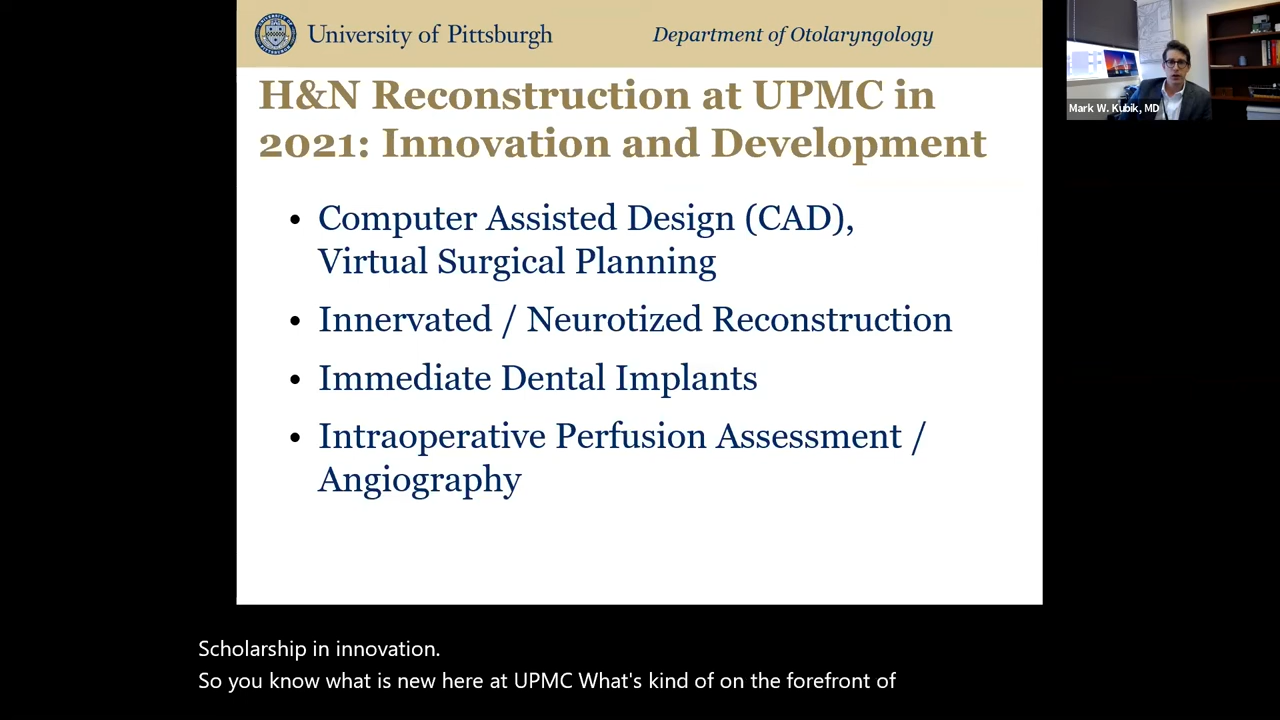 University of Pittsburgh
Department of Otolaryngology
Mark W. Kubik, MD
H&N Reconstruction at UPMC in
2021: Innovation and Development
• Computer Assisted Design (CAD),
Virtual Surgical Planning
• Innervated / Neurotized Reconstruction
• Immediate Dental Implants
• Intraoperative Perfusion Assessment /
Angiography
Scholarship in innovation.
So you know what is new here at UPMC What's kind of on the forefront of